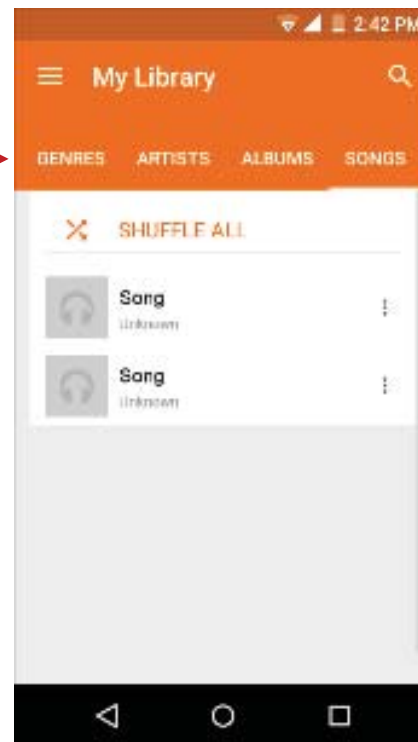 2:42 PM
My Library
GENRES ARTISTS ALBUMS SONGS
SHUFFLE ALL
Song
Unknown
Song
Unknown